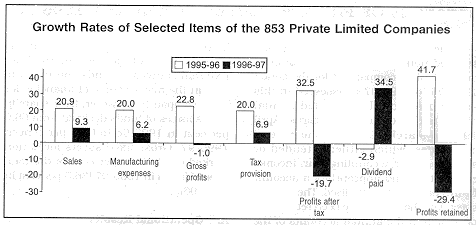 Growth Rates of Selected Items of the 853 Private Limited Companies
1995-96 1996-97
40
30
20
10
0
-10
-20
-30
20.9
9.3
Sales
20.0
6.2
Manufacturing
expenses
22.8
-1.0
Gross
profits
20.0
6.9
Tax
provision
32.5
-19.7
Profits after
tax
34.5
-2.9
Dividend
paid
41.7
-29.4
Profits retained